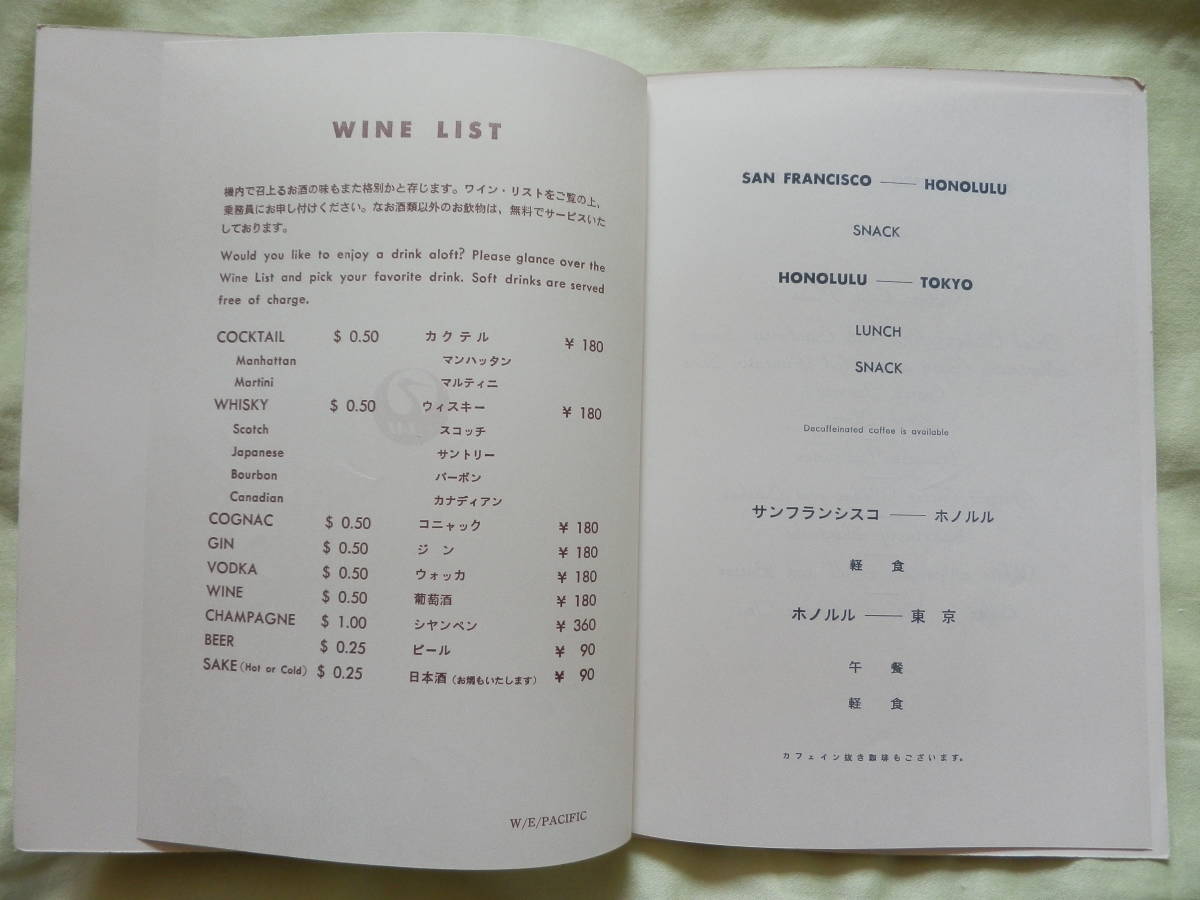 WINE LIST
機内で召上るお酒の味もまた格別かと存じます。ワイン・リストをご覧の上、
乗務員にお申し付けください。なお酒類以外のお飲物は、無料でサービスいた
しております。
Would you like to enjoy a drink aloft? Please glance over the
Wine List and pick your favorite drink. Soft drinks are served
free of charge.
COCKTAIL $ 0.50 カクテル ¥ 180
Manhattan マンハッタン
Martini マルティニ
WHISKY $ 0.50 ウィスキー ¥ 180
Scotch スコッチ
Japanese サントリー
Bourbon バーボン
Canadian カナディアン
COGNAC $ 0.50 コニャック ¥ 180
GIN $ 0.50 ジン ¥ 180
VODKA $ 0.50 ウォッカ ¥ 180
WINE $ 0.50 葡萄酒 ¥ 180
CHAMPAGNE $ 1.00 シヤンペン ¥ 360
BEER $ 0.25 ビール ¥ 90
SAKE (Hot or Cold) $ 0.25 日本酒 (お燗もいたします) ¥ 90
W/E/PACIFIC
SAN FRANCISCO —— HONOLULU
SNACK
HONOLULU —— TOKYO
LUNCH
SNACK
Decaffeinated coffee is available
サンフランシスコ —— ホノルル
軽食
ホノルル —— 東京
午餐
軽食
カフェイン抜き珈琲もございます。